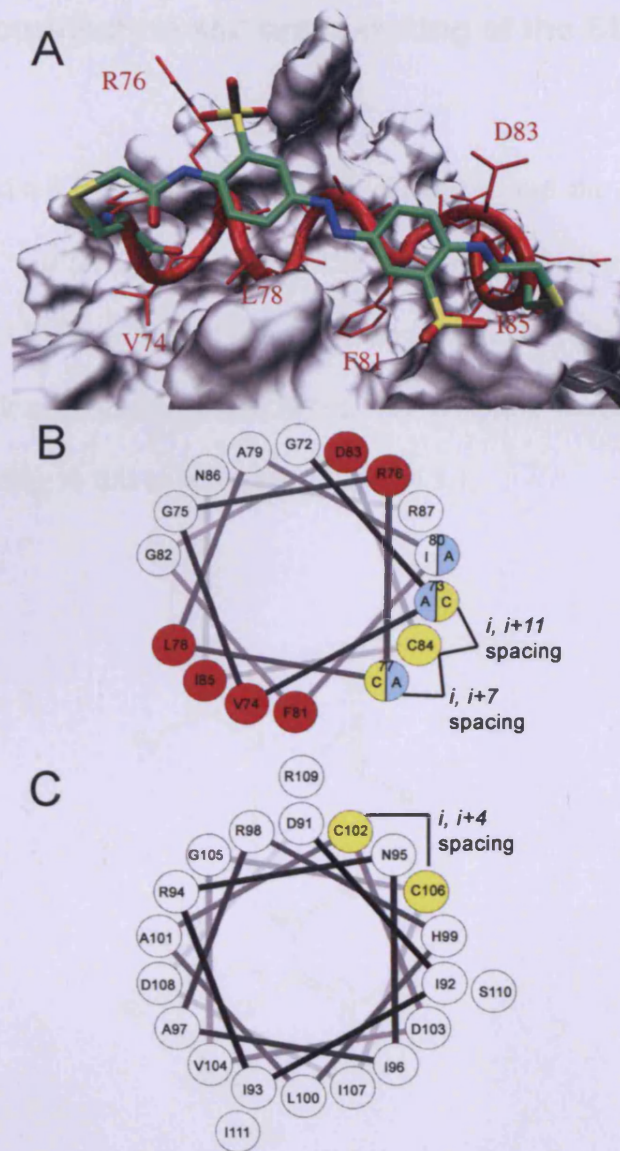 A
R76
D83
L78
V74
F81
I85
B
A79
G72
D83
N86
R76
G75
R87
80
G82
I A
73
A C
L78
C84
i, i+11
spacing
I85
77
C A
V74
F81
i, i+7
spacing
C
R109
D91
R98
C102
i, i+4
spacing
G105
N95
R94
C106
A101
H99
D108
I92
S110
A97
D103
V104
I96
I93
I107
L100
I111